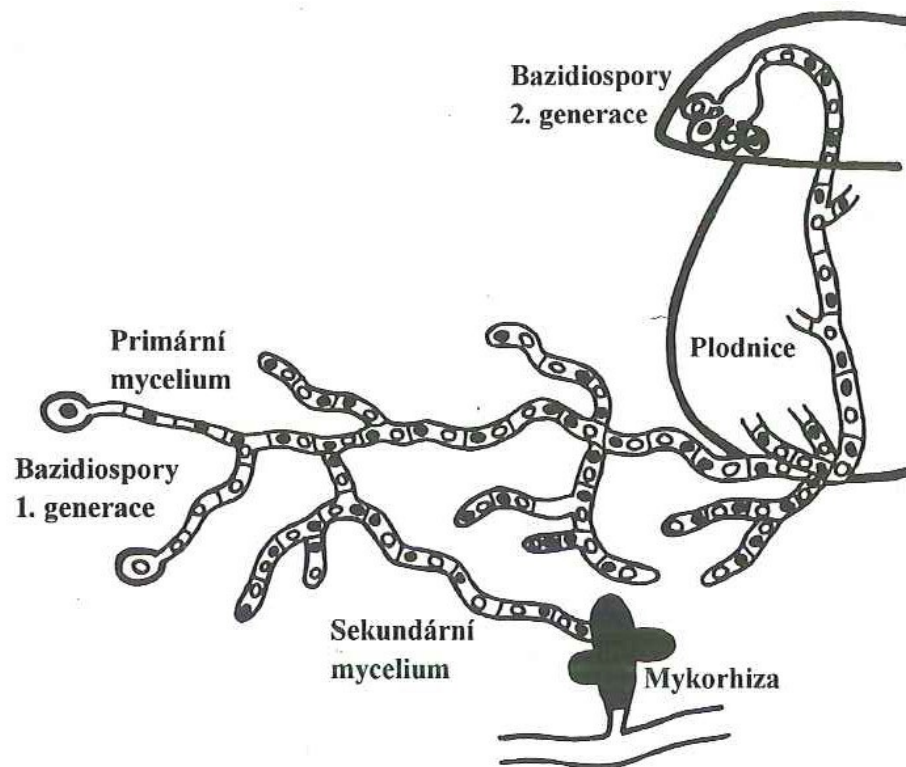 Bazidiospory
2. generace
Primární
mycelium
Plodnice
Bazidiospory
1. generace
Sekundární
mycelium
Mykorhiza